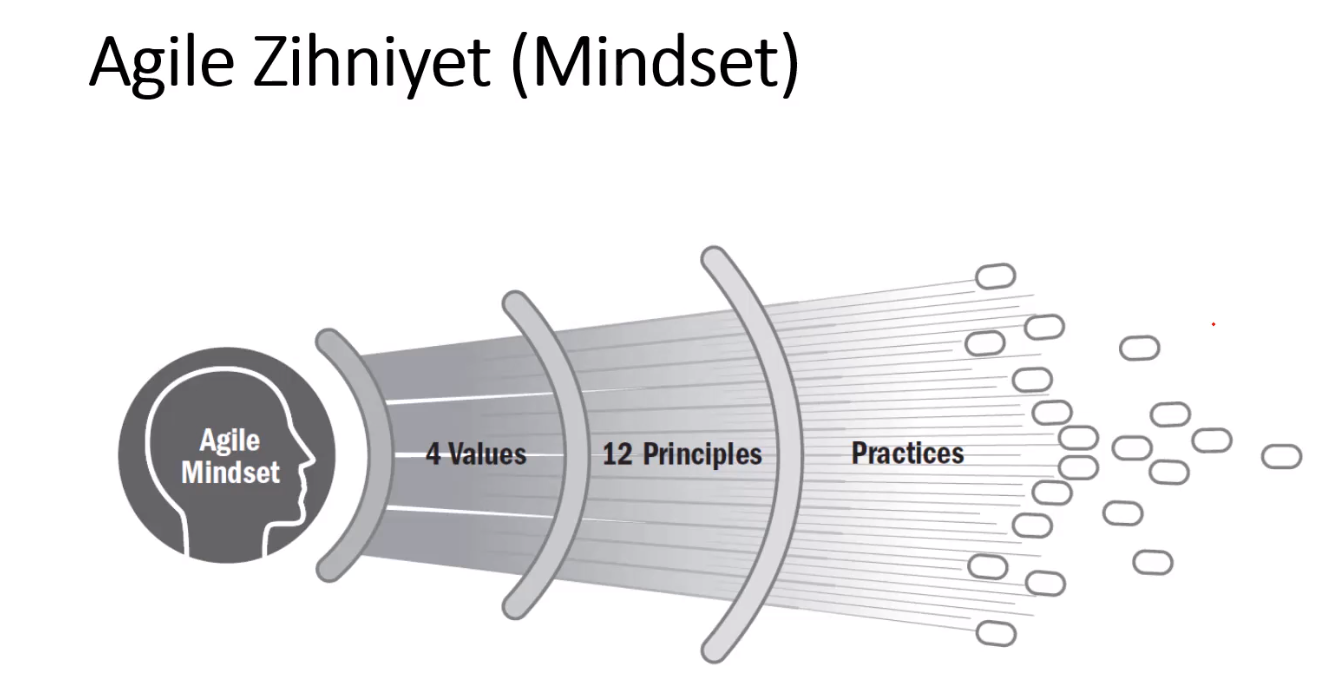 Agile Zihniyet (Mindset)
Agile
Mindset
4 Values
12 Principles
Practices